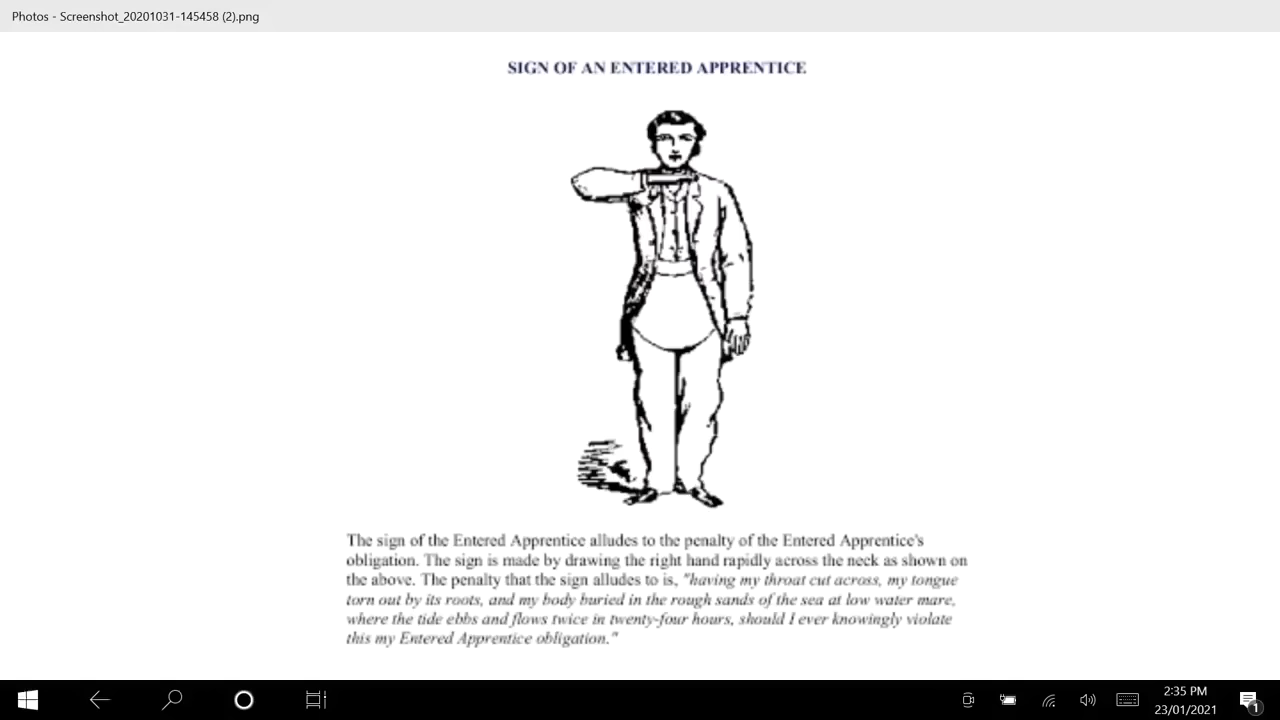 Photos - Screenshot_20201031-145458 (2).png
SIGN OF AN ENTERED APPRENTICE
The sign of the Entered Apprentice alludes to the penalty of the Entered Apprentice's
obligation. The sign is made by drawing the right hand rapidly across the neck as shown on
the above. The penalty that the sign alludes to is, "having my throat cut across, my tongue
torn out by its roots, and my body buried in the rough sands of the sea at low water mare,
where the tide ebbs and flows twice in twenty-four hours, should I ever knowingly violate
this my Entered Apprentice obligation."
2:35 PM
23/01/2021
1